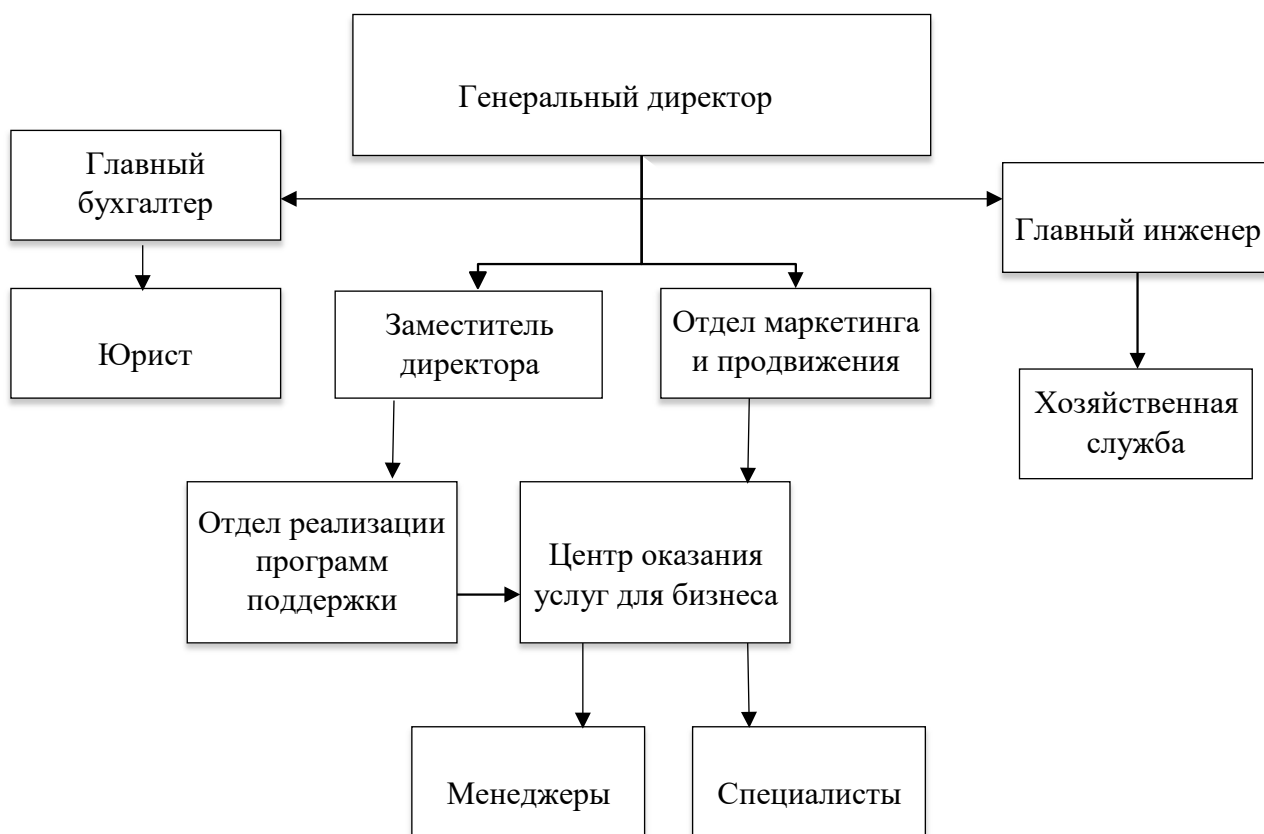 Генеральный директор
Главный
бухгалтер
Главный инженер
Юрист
Заместитель
директора
Отдел маркетинга
и продвижения
Хозяйственная
служба
Отдел реализации
программ
поддержки
Центр оказания
услуг для бизнеса
Менеджеры
Специалисты